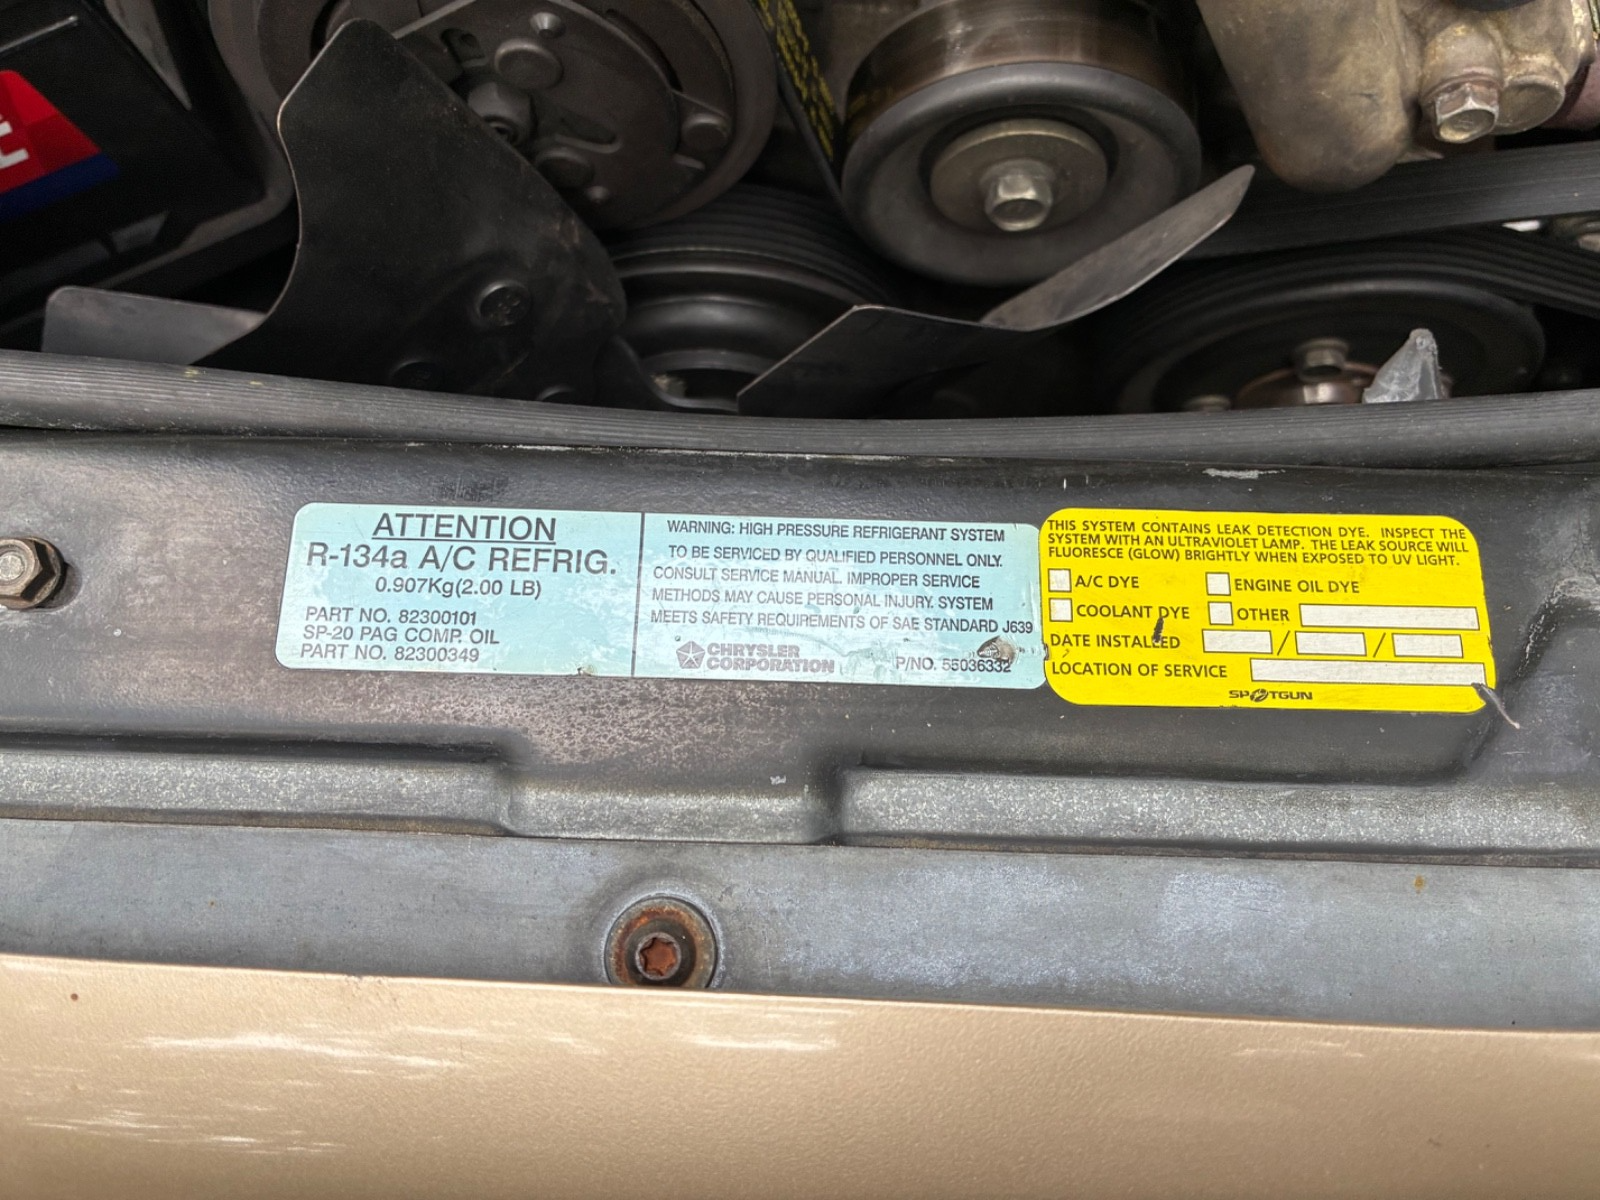 ATTENTION
R-134a A/C REFRIG.
0.907Kg(2.00 LB)
PART NO. 82300101
SP-20 PAG COMP. OIL
PART NO. 82300349
WARNING: HIGH PRESSURE REFRIGERANT SYSTEM
TO BE SERVICED BY QUALIFIED PERSONNEL ONLY.
CONSULT SERVICE MANUAL. IMPROPER SERVICE
METHODS MAY CAUSE PERSONAL INJURY. SYSTEM
MEETS SAFETY REQUIREMENTS OF SAE STANDARD J639
CHRYSLER
CORPORATION
P/NO. 55036332
THIS SYSTEM CONTAINS LEAK DETECTION DYE. INSPECT THE
SYSTEM WITH AN ULTRAVIOLET LAMP. THE LEAK SOURCE WILL
FLUORESCE (GLOW) BRIGHTLY WHEN EXPOSED TO UV LIGHT.
A/C DYE
ENGINE OIL DYE
COOLANT DYE
OTHER
DATE INSTALLED / /
LOCATION OF SERVICE
SPOTGUN